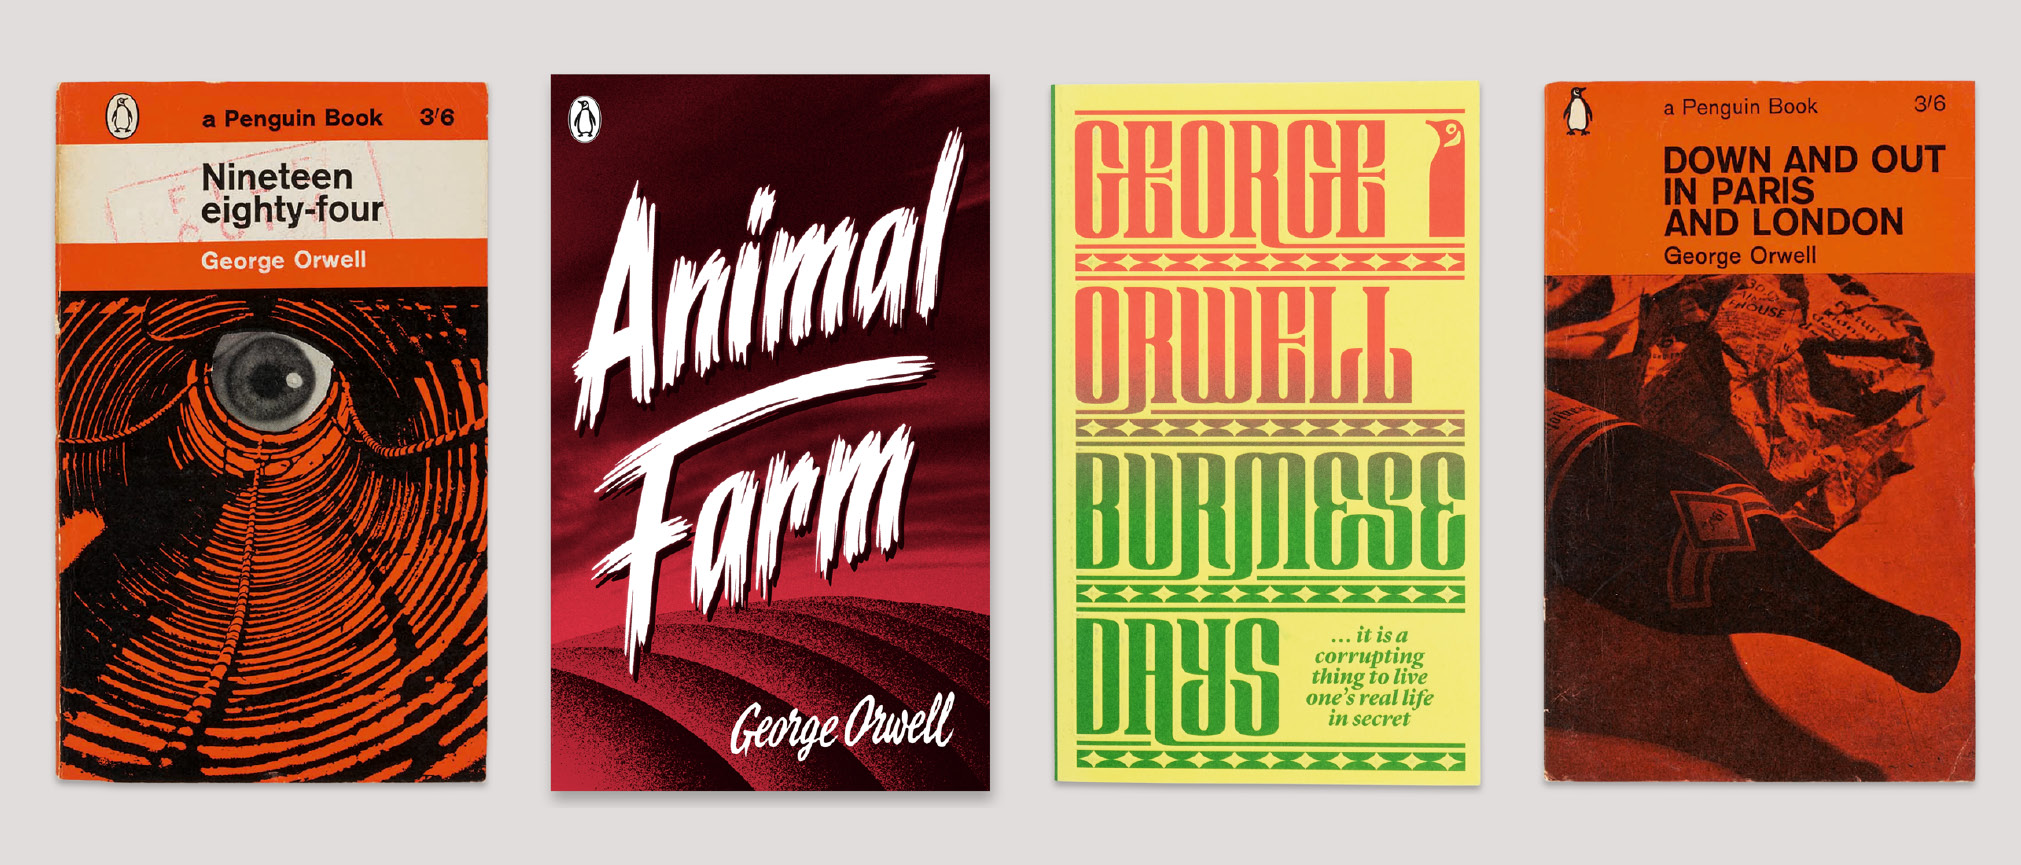 a Penguin Book 3'6
Nineteen
eighty-four
George Orwell
Animal
Farm
George Orwell
GEORGE
ORWELL
BURMESE
DAYS
... it is a
corrupting
thing to live
one's real life
in secret
a Penguin Book 3'6
DOWN AND OUT
IN PARIS
AND LONDON
George Orwell
HOUSE